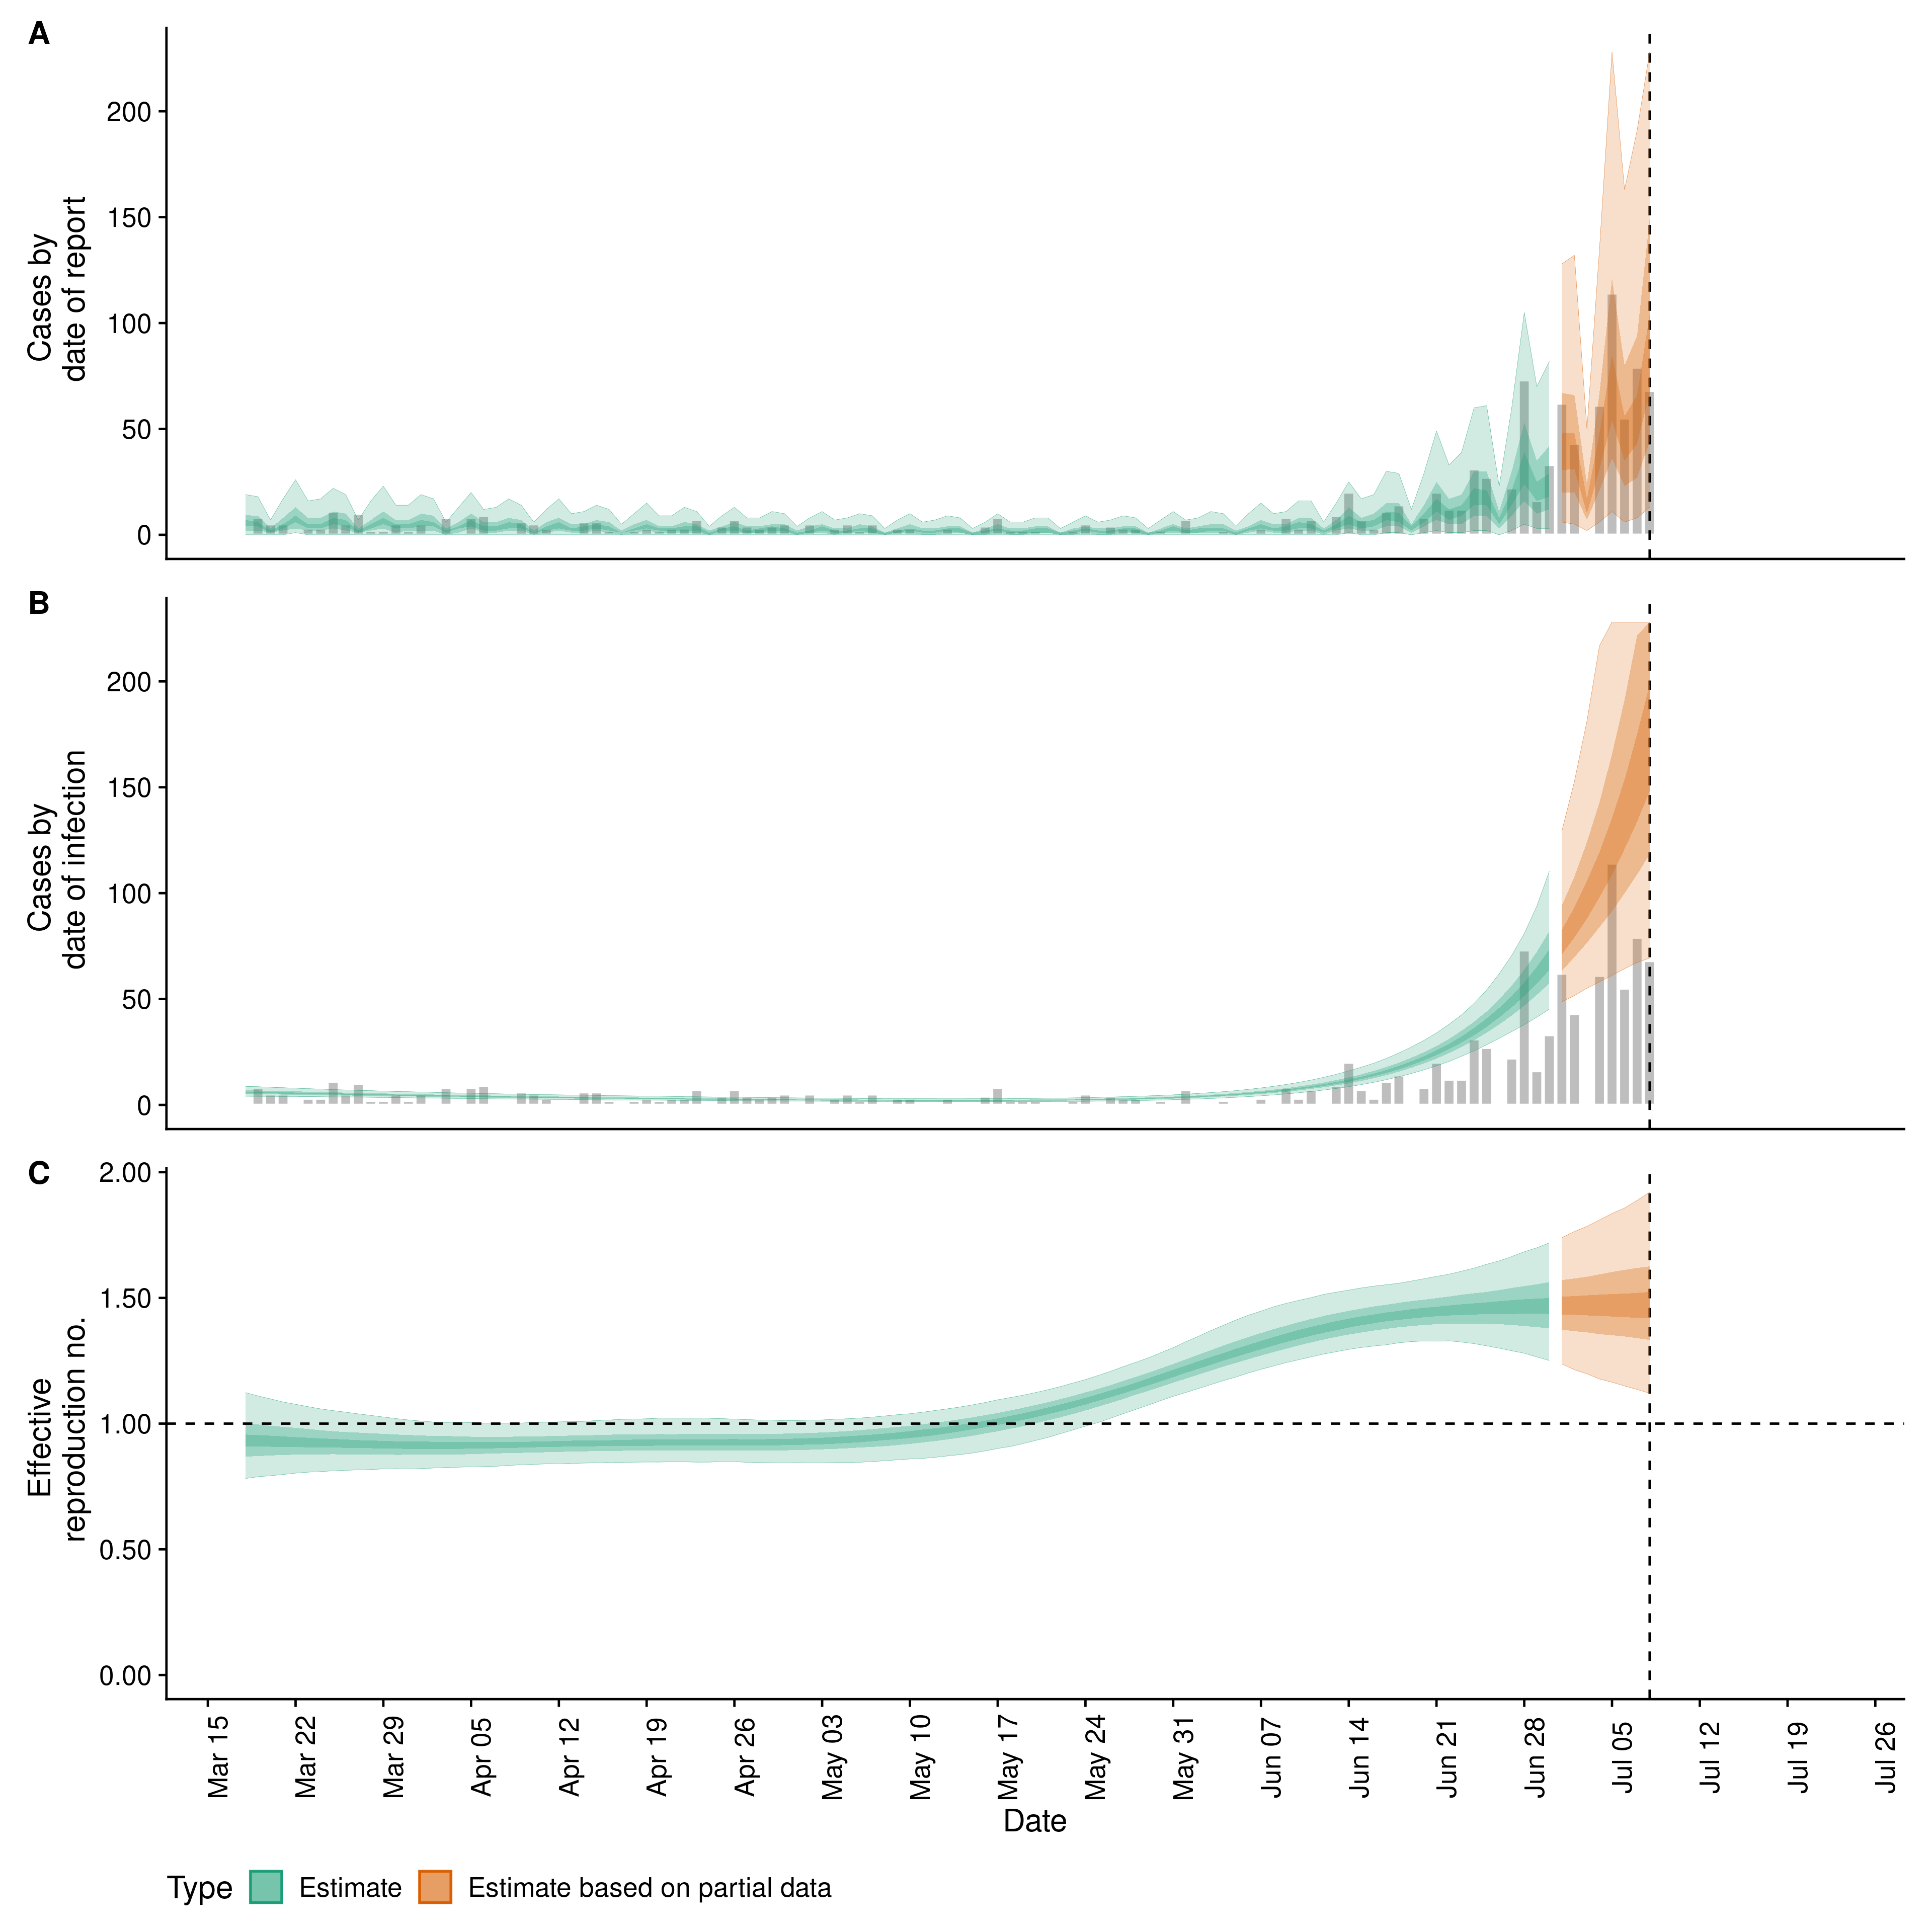 A
Cases by
date of report
200
150
100
50
0
B
Cases by
date of infection
200
150
100
50
0
C
Effective
reproduction no.
2.00
1.50
1.00
0.50
0.00
Mar 15
Mar 22
Mar 29
Apr 05
Apr 12
Apr 19
Apr 26
May 03
May 10
May 17
May 24
May 31
Jun 07
Jun 14
Jun 21
Jun 28
Jul 05
Jul 12
Jul 19
Jul 26
Date
Type
Estimate
Estimate based on partial data